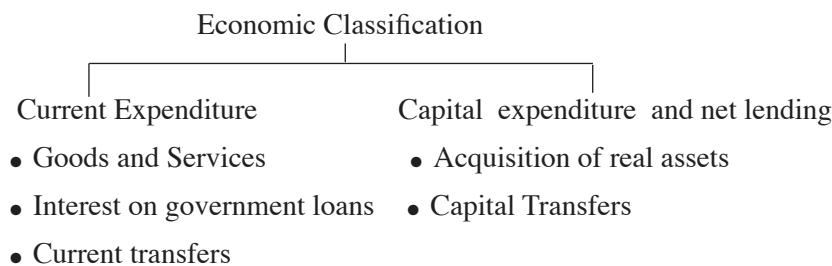 Economic Classification
Current Expenditure
• Goods and Services
• Interest on government loans
• Current transfers
Capital expenditure and net lending
• Acquisition of real assets
• Capital Transfers